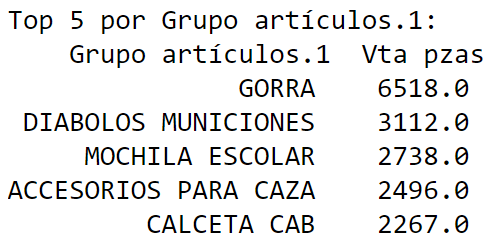 Top 5 por Grupo artículos.1:
Grupo artículos.1 Vta pzas
GORRA 6518.0
DIABOLOS MUNICIONES 3112.0
MOCHILA ESCOLAR 2738.0
ACCESORIOS PARA CAZA 2496.0
CALCETA CAB 2267.0